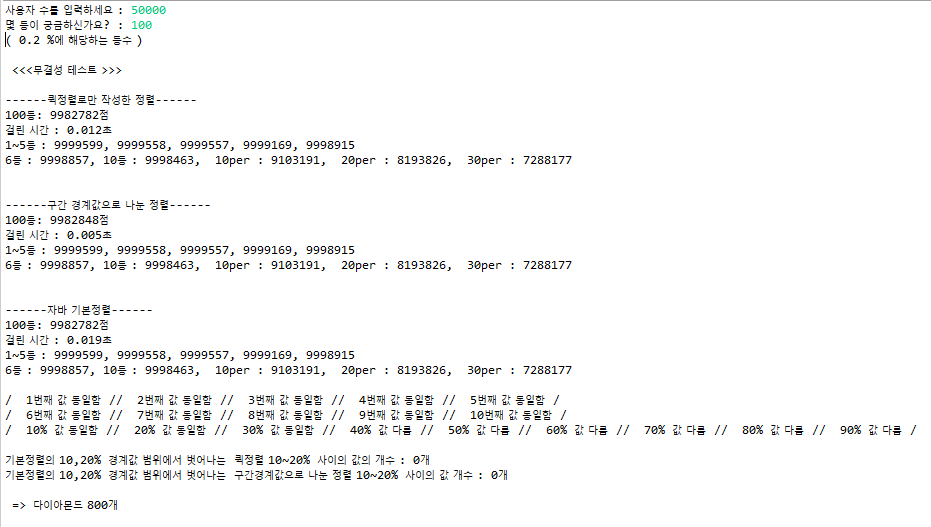 사용자 수를 입력하세요 : 50000
몇 등이 궁금하신가요? : 100
( 0.2 %에 해당하는 등수 )
<<<무결성 테스트 >>>
------퀵정렬로만 작성한 정렬------
100등: 9982782점
걸린 시간 : 0.012초
1~5등 : 9999599, 9999558, 9999557, 9999169, 9998915
6등 : 9998857, 10등 : 9998463,  10per : 9103191,  20per : 8193826,  30per : 7288177
------구간 경계값으로 나눈 정렬------
100등: 9982848점
걸린 시간 : 0.005초
1~5등 : 9999599, 9999558, 9999557, 9999169, 9998915
6등 : 9998857, 10등 : 9998463,  10per : 9103191,  20per : 8193826,  30per : 7288177
------자바 기본정렬------
100등: 9982782점
걸린 시간 : 0.019초
1~5등 : 9999599, 9999558, 9999557, 9999169, 9998915
6등 : 9998857, 10등 : 9998463,  10per : 9103191,  20per : 8193826,  30per : 7288177
/  1번째 값 동일함 //  2번째 값 동일함 //  3번째 값 동일함 //  4번째 값 동일함 //  5번째 값 동일함 /
/  6번째 값 동일함 //  7번째 값 동일함 //  8번째 값 동일함 //  9번째 값 동일함 //  10번째 값 동일함 /
/  10% 값 동일함 //  20% 값 동일함 //  30% 값 동일함 //  40% 값 다름 //  50% 값 다름 //  60% 값 다름 //  70% 값 다름 //  80% 값 다름 //  90% 값 다름 /
기본정렬의 10,20% 경계값 범위에서 벗어나는  퀵정렬 10~20% 사이의 값의 개수 : 0개
기본정렬의 10,20% 경계값 범위에서 벗어나는  구간경계값으로 나눈 정렬 10~20% 사이의 값 개수 :  0개
=> 다이아몬드 800개